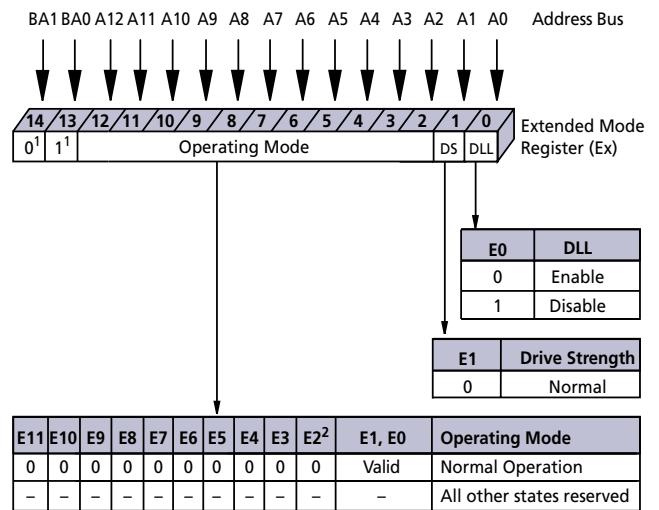 BA1 BA0 A12 A11 A10 A9 A8 A7 A6 A5 A4 A3 A2 A1 A0 Address Bus
14 13 12 11 10 9 8 7 6 5 4 3 2 1 0
Extended Mode
Register (Ex)
0¹ 1¹ Operating Mode DS DLL
E0 DLL
0 Enable
1 Disable
E1 Drive Strength
0 Normal
E11 E10 E9 E8 E7 E6 E5 E4 E3 E2² E1, E0 Operating Mode
0 0 0 0 0 0 0 0 0 0 Valid Normal Operation
– – – – – – – – – – – All other states reserved